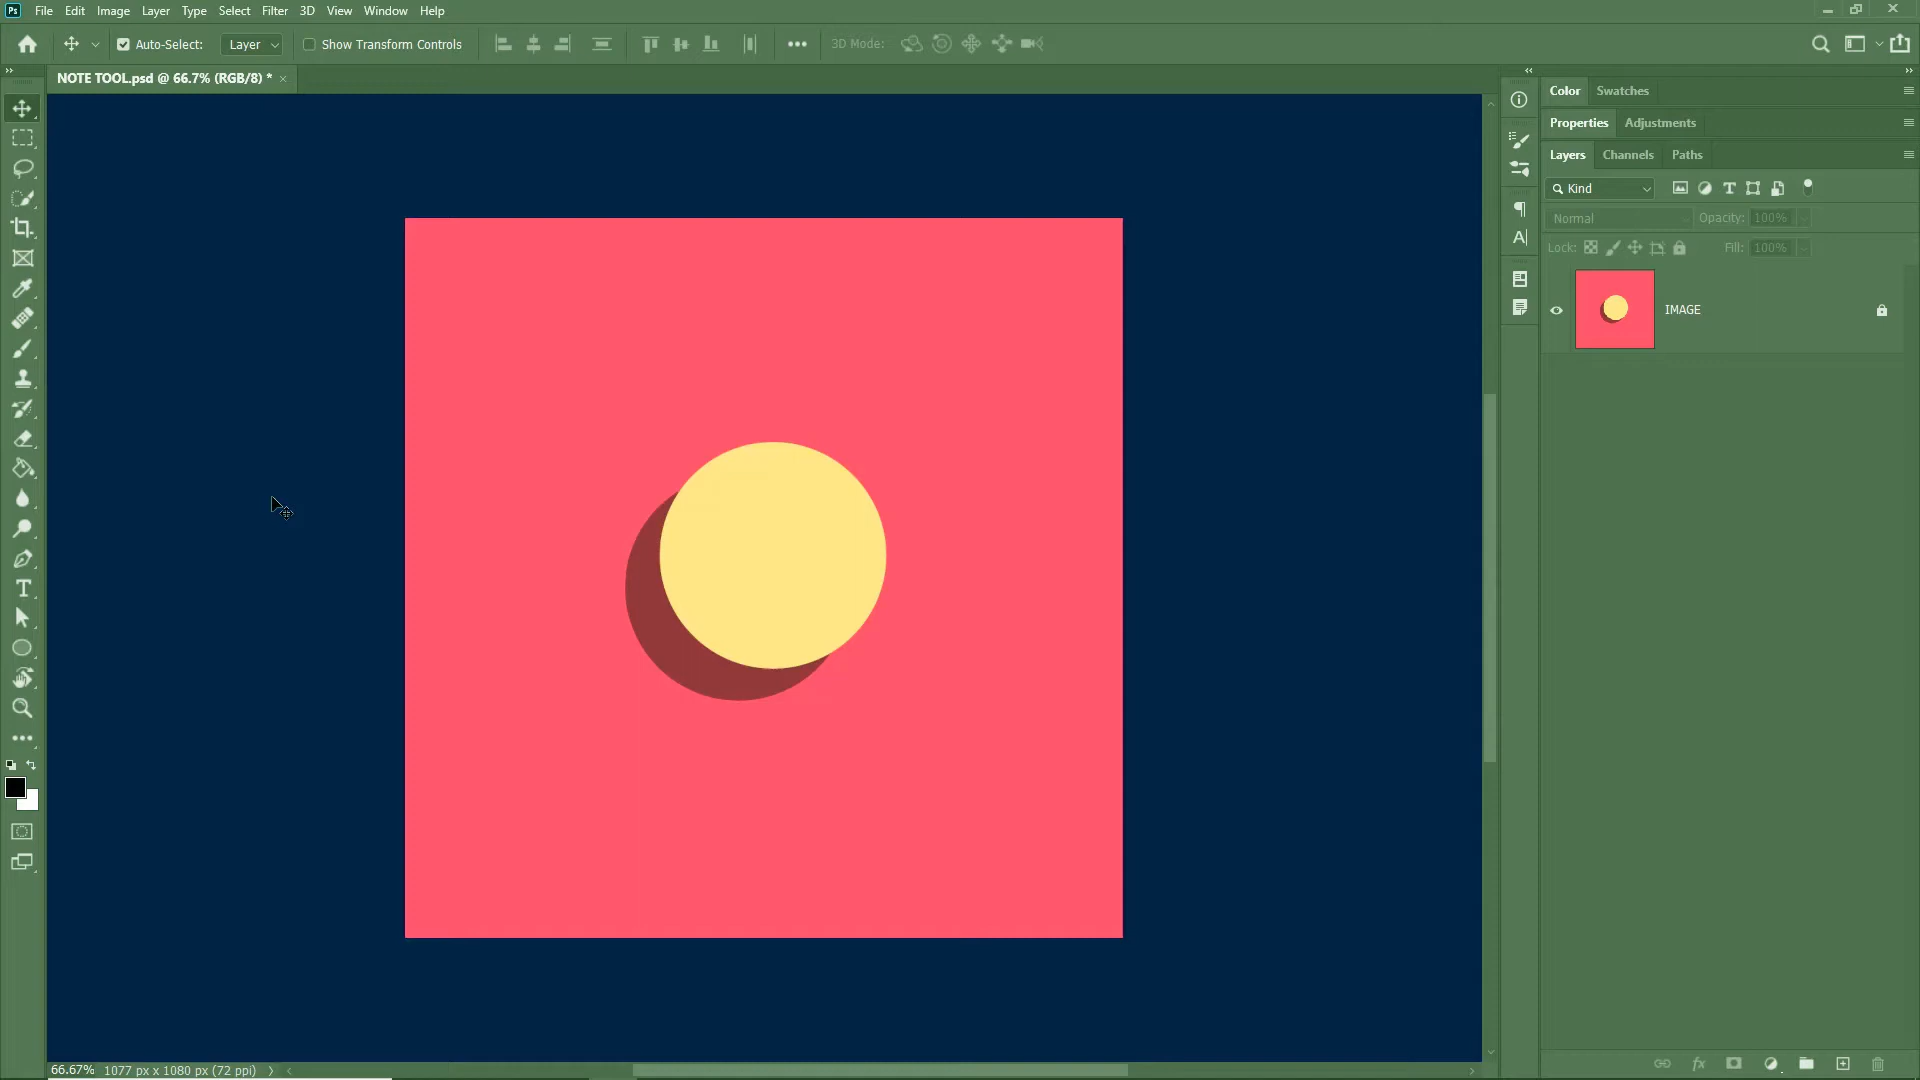 Ps File Edit Image Layer Type Select Filter 3D View Window Help
Auto-Select: Layer Show Transform Controls 3D Mode:
NOTE TOOL.psd @ 66.7% (RGB/8) *
Color Swatches
Properties Adjustments
Layers Channels Paths
Kind
Normal Opacity: 100%
Lock: Fill: 100%
IMAGE
66.67% 1077 px x 1080 px (72 ppi)